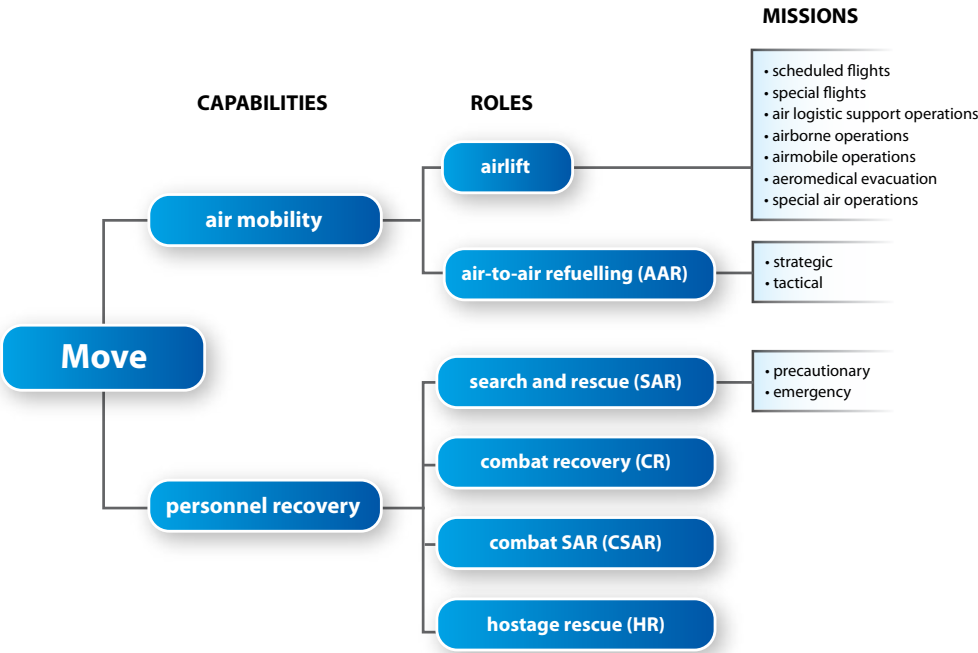 MISSIONS
CAPABILITIES
ROLES
• scheduled flights
• special flights
• air logistic support operations
• airborne operations
• airmobile operations
• aeromedical evacuation
• special air operations
airlift
air mobility
air-to-air refuelling (AAR)
• strategic
• tactical
Move
search and rescue (SAR)
• precautionary
• emergency
combat recovery (CR)
personnel recovery
combat SAR (CSAR)
hostage rescue (HR)